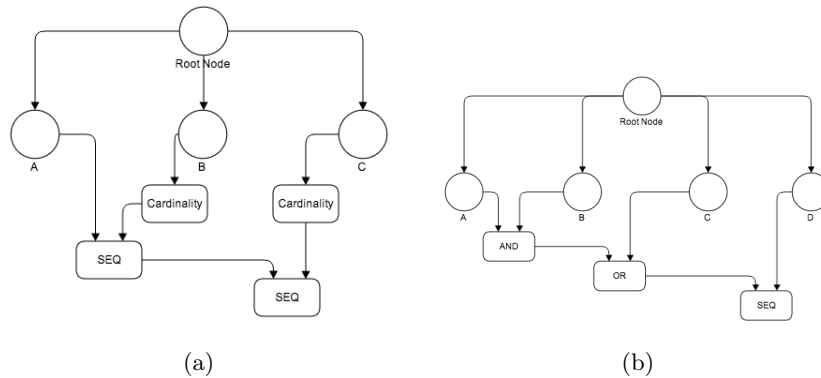 Root Node
A
B
C
Cardinality
Cardinality
SEQ
SEQ
(a)
Root Node
A
B
C
D
AND
OR
SEQ
(b)